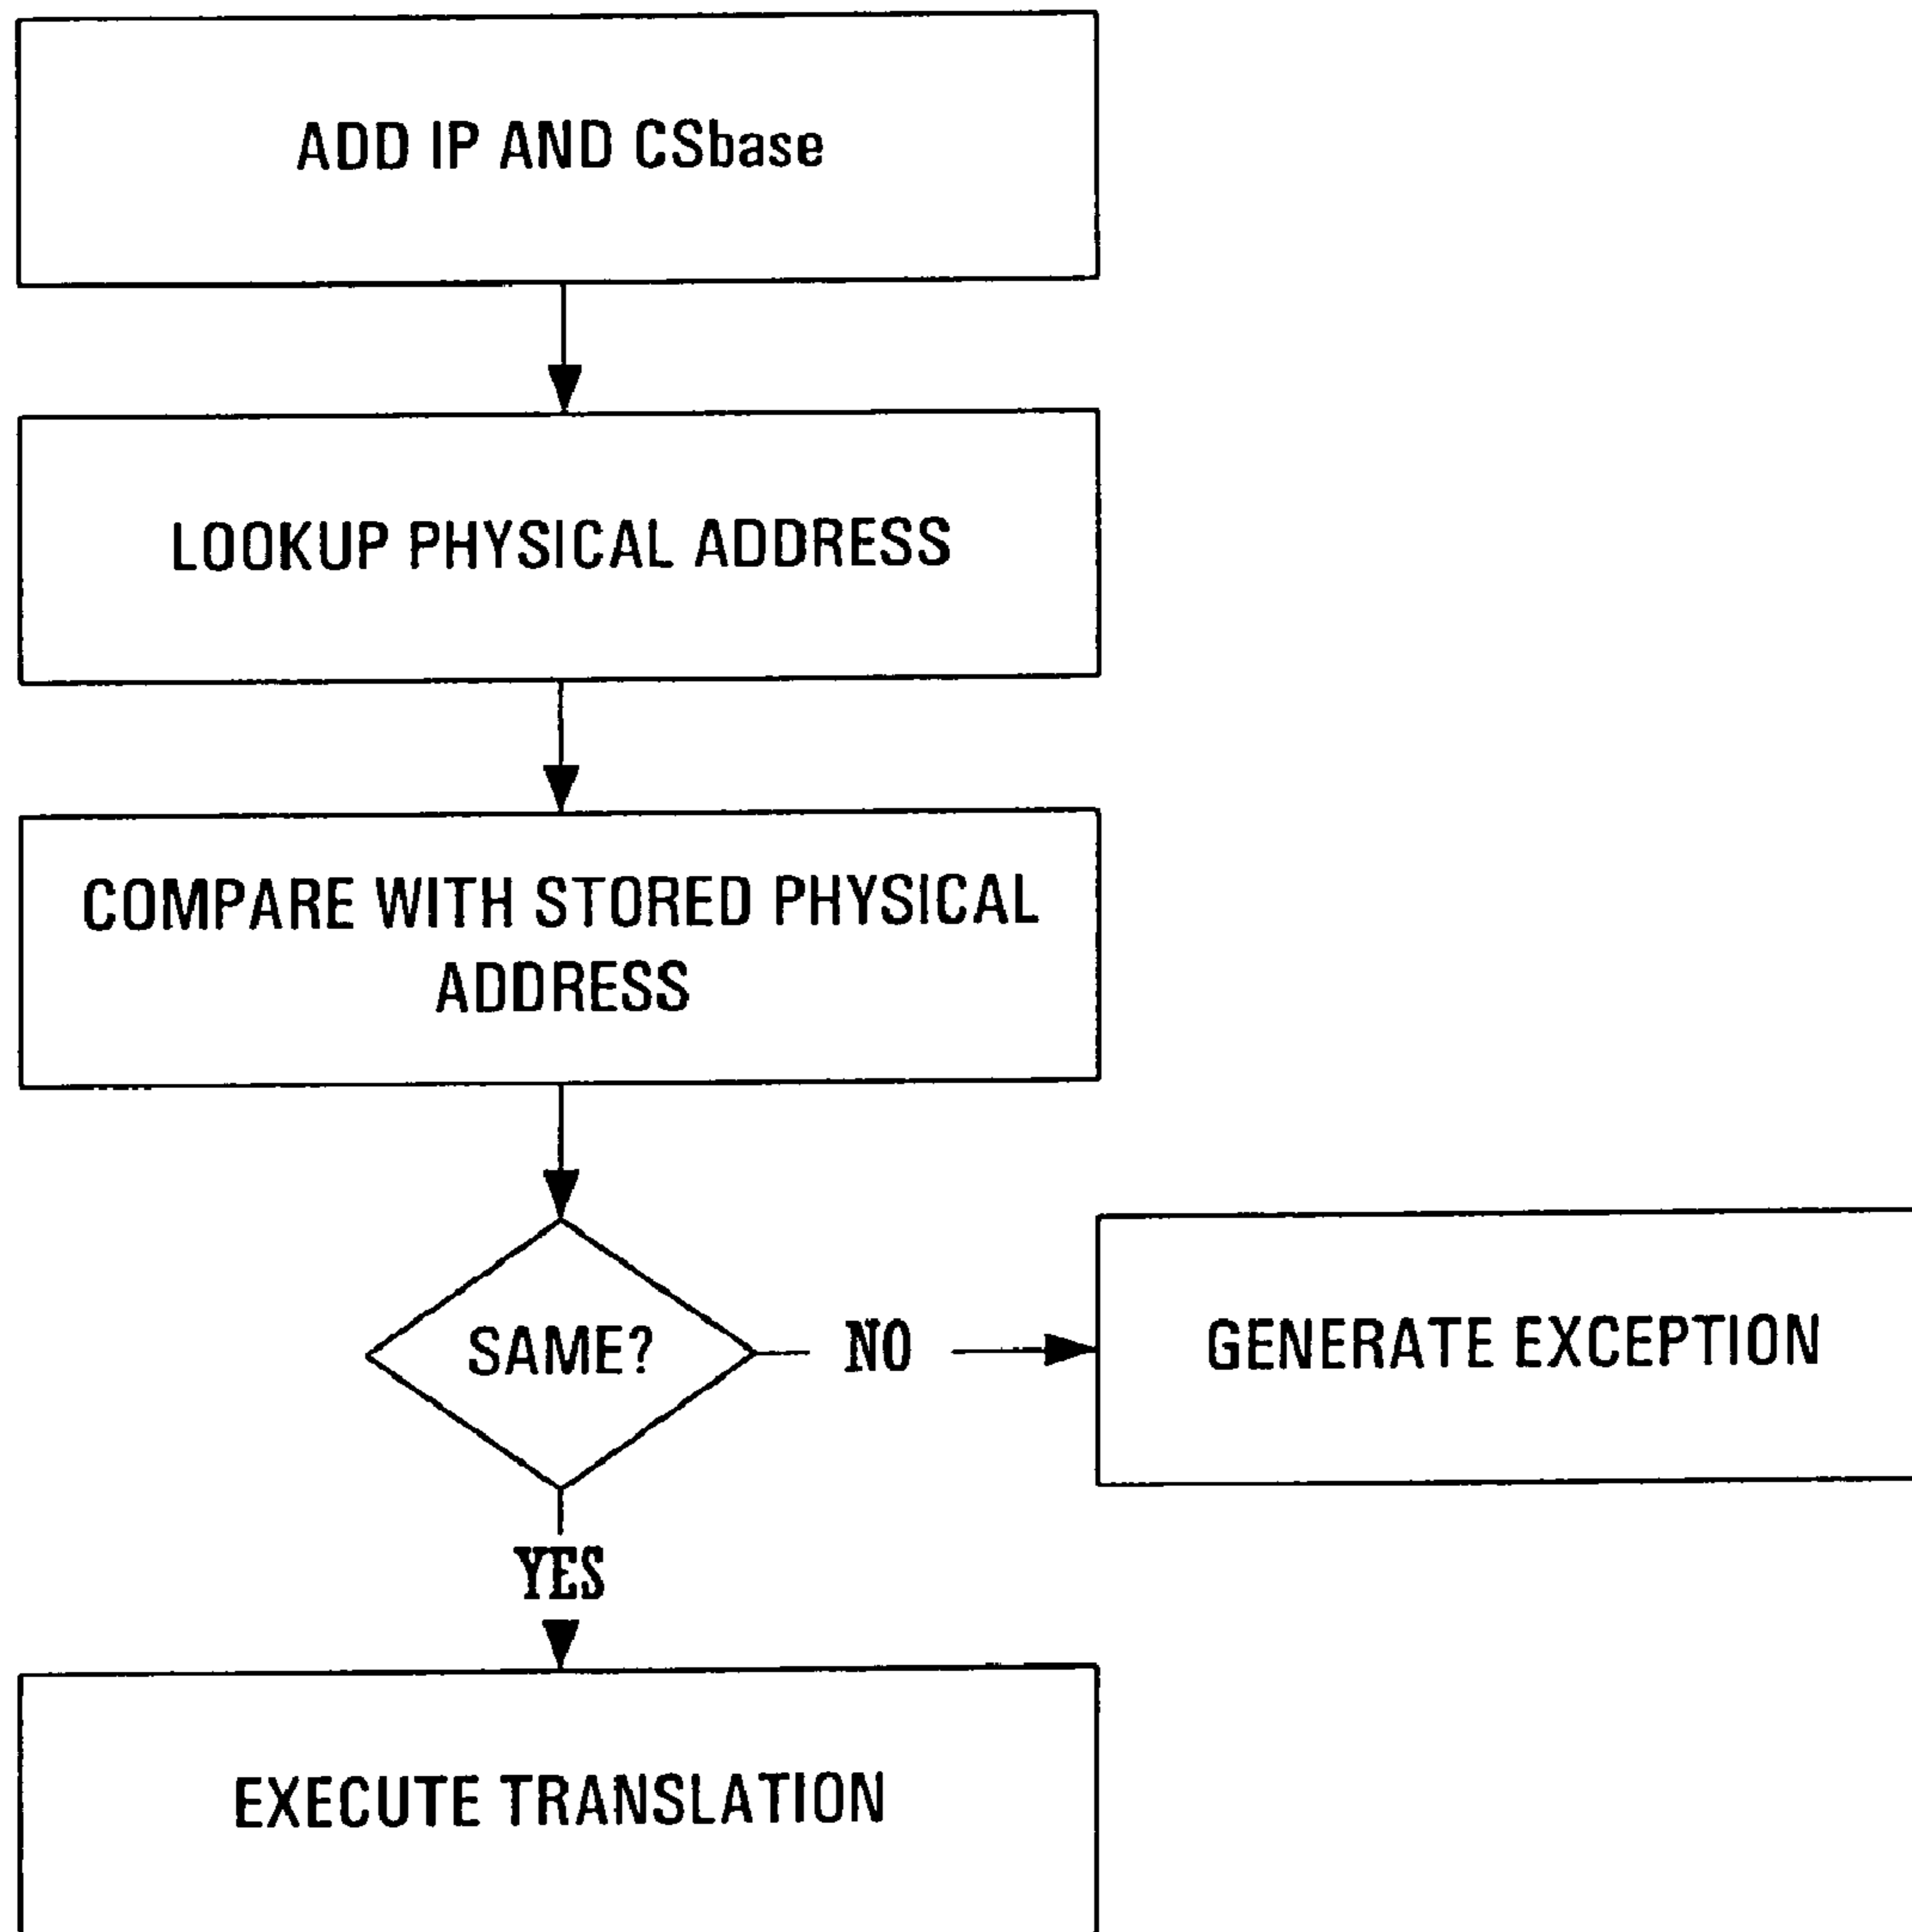 ADD IP AND CSbase
LOOKUP PHYSICAL ADDRESS
COMPARE WITH STORED PHYSICAL
ADDRESS
SAME?
NO
GENERATE EXCEPTION
YES
EXECUTE TRANSLATION